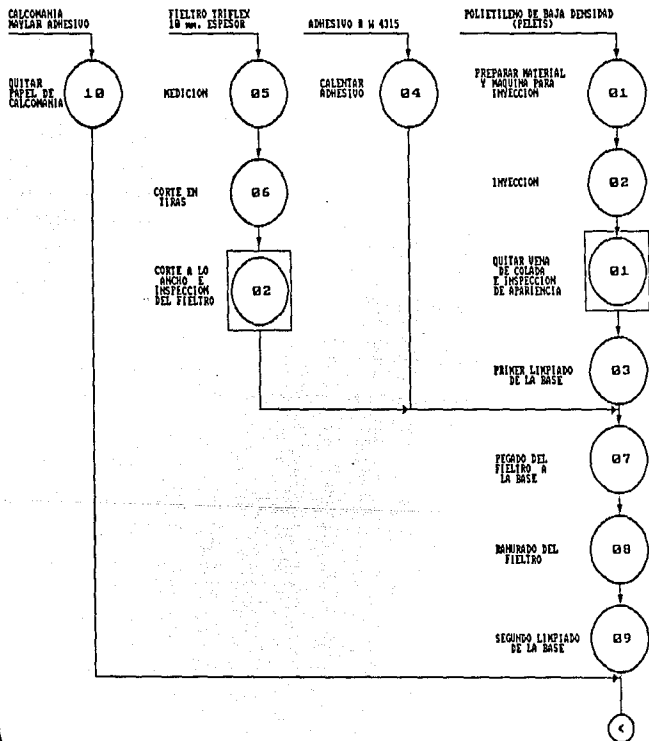 CALCOMANIA
MAYLAR ADHESIVO
QUITAR
PAPEL DE
CALCOMANIA
10
FIELTRO TRIFLEX
10 mm. ESPESOR
MEDICION
05
CORTE EN
TIRAS
06
CORTE A LO
ANCHO E
INSPECCION
DEL FIELTRO
02
ADHESIVO R W 4315
CALENTAR
ADHESIVO
04
POLIETILENO DE BAJA DENSIDAD
(PELETS)
PREPARAR MATERIAL
Y MAQUINA PARA
INYECCION
01
INYECCION
02
QUITAR VENA
DE COLADA
E INSPECCION
DE APARIENCIA
01
PRIMER LIMPIADO
DE LA BASE
03
PEGADO DEL
FIELTRO A
LA BASE
07
RANURADO DEL
FIELTRO
08
SEGUNDO LIMPIADO
DE LA BASE
09
<